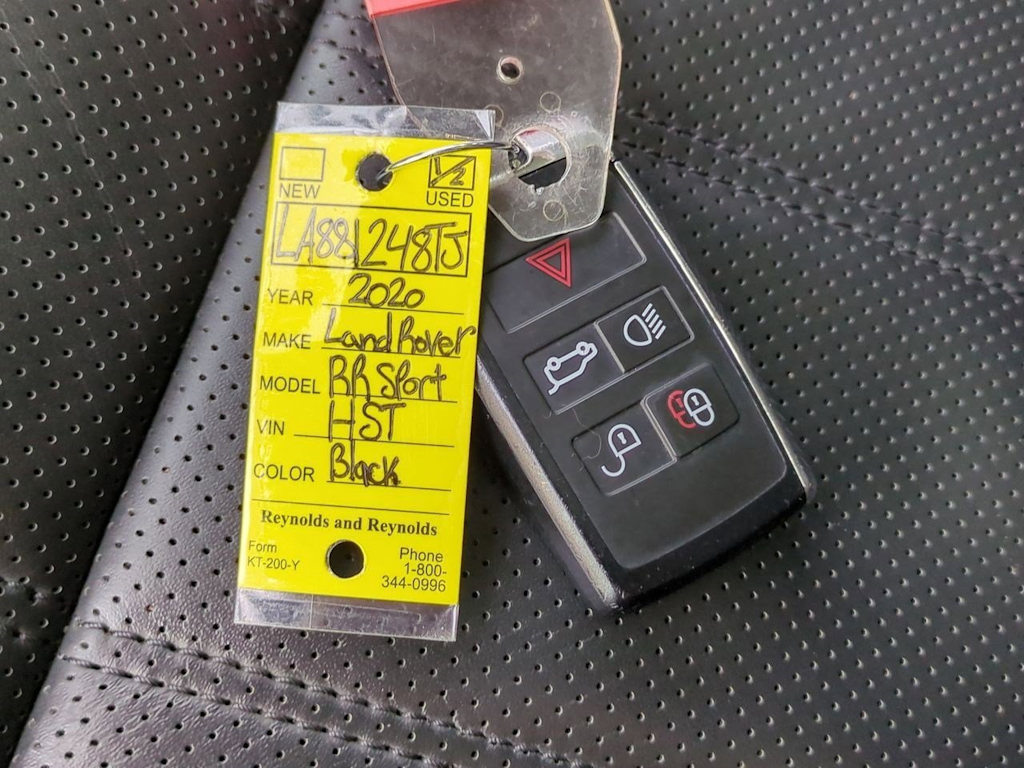 NEW
1/2
USED
LA881248TJ
YEAR 2020
MAKE Land Rover
MODEL RR Sport
VIN HST
COLOR Black
Reynolds and Reynolds
Form
KT-200-Y
Phone
1-800-
344-0996